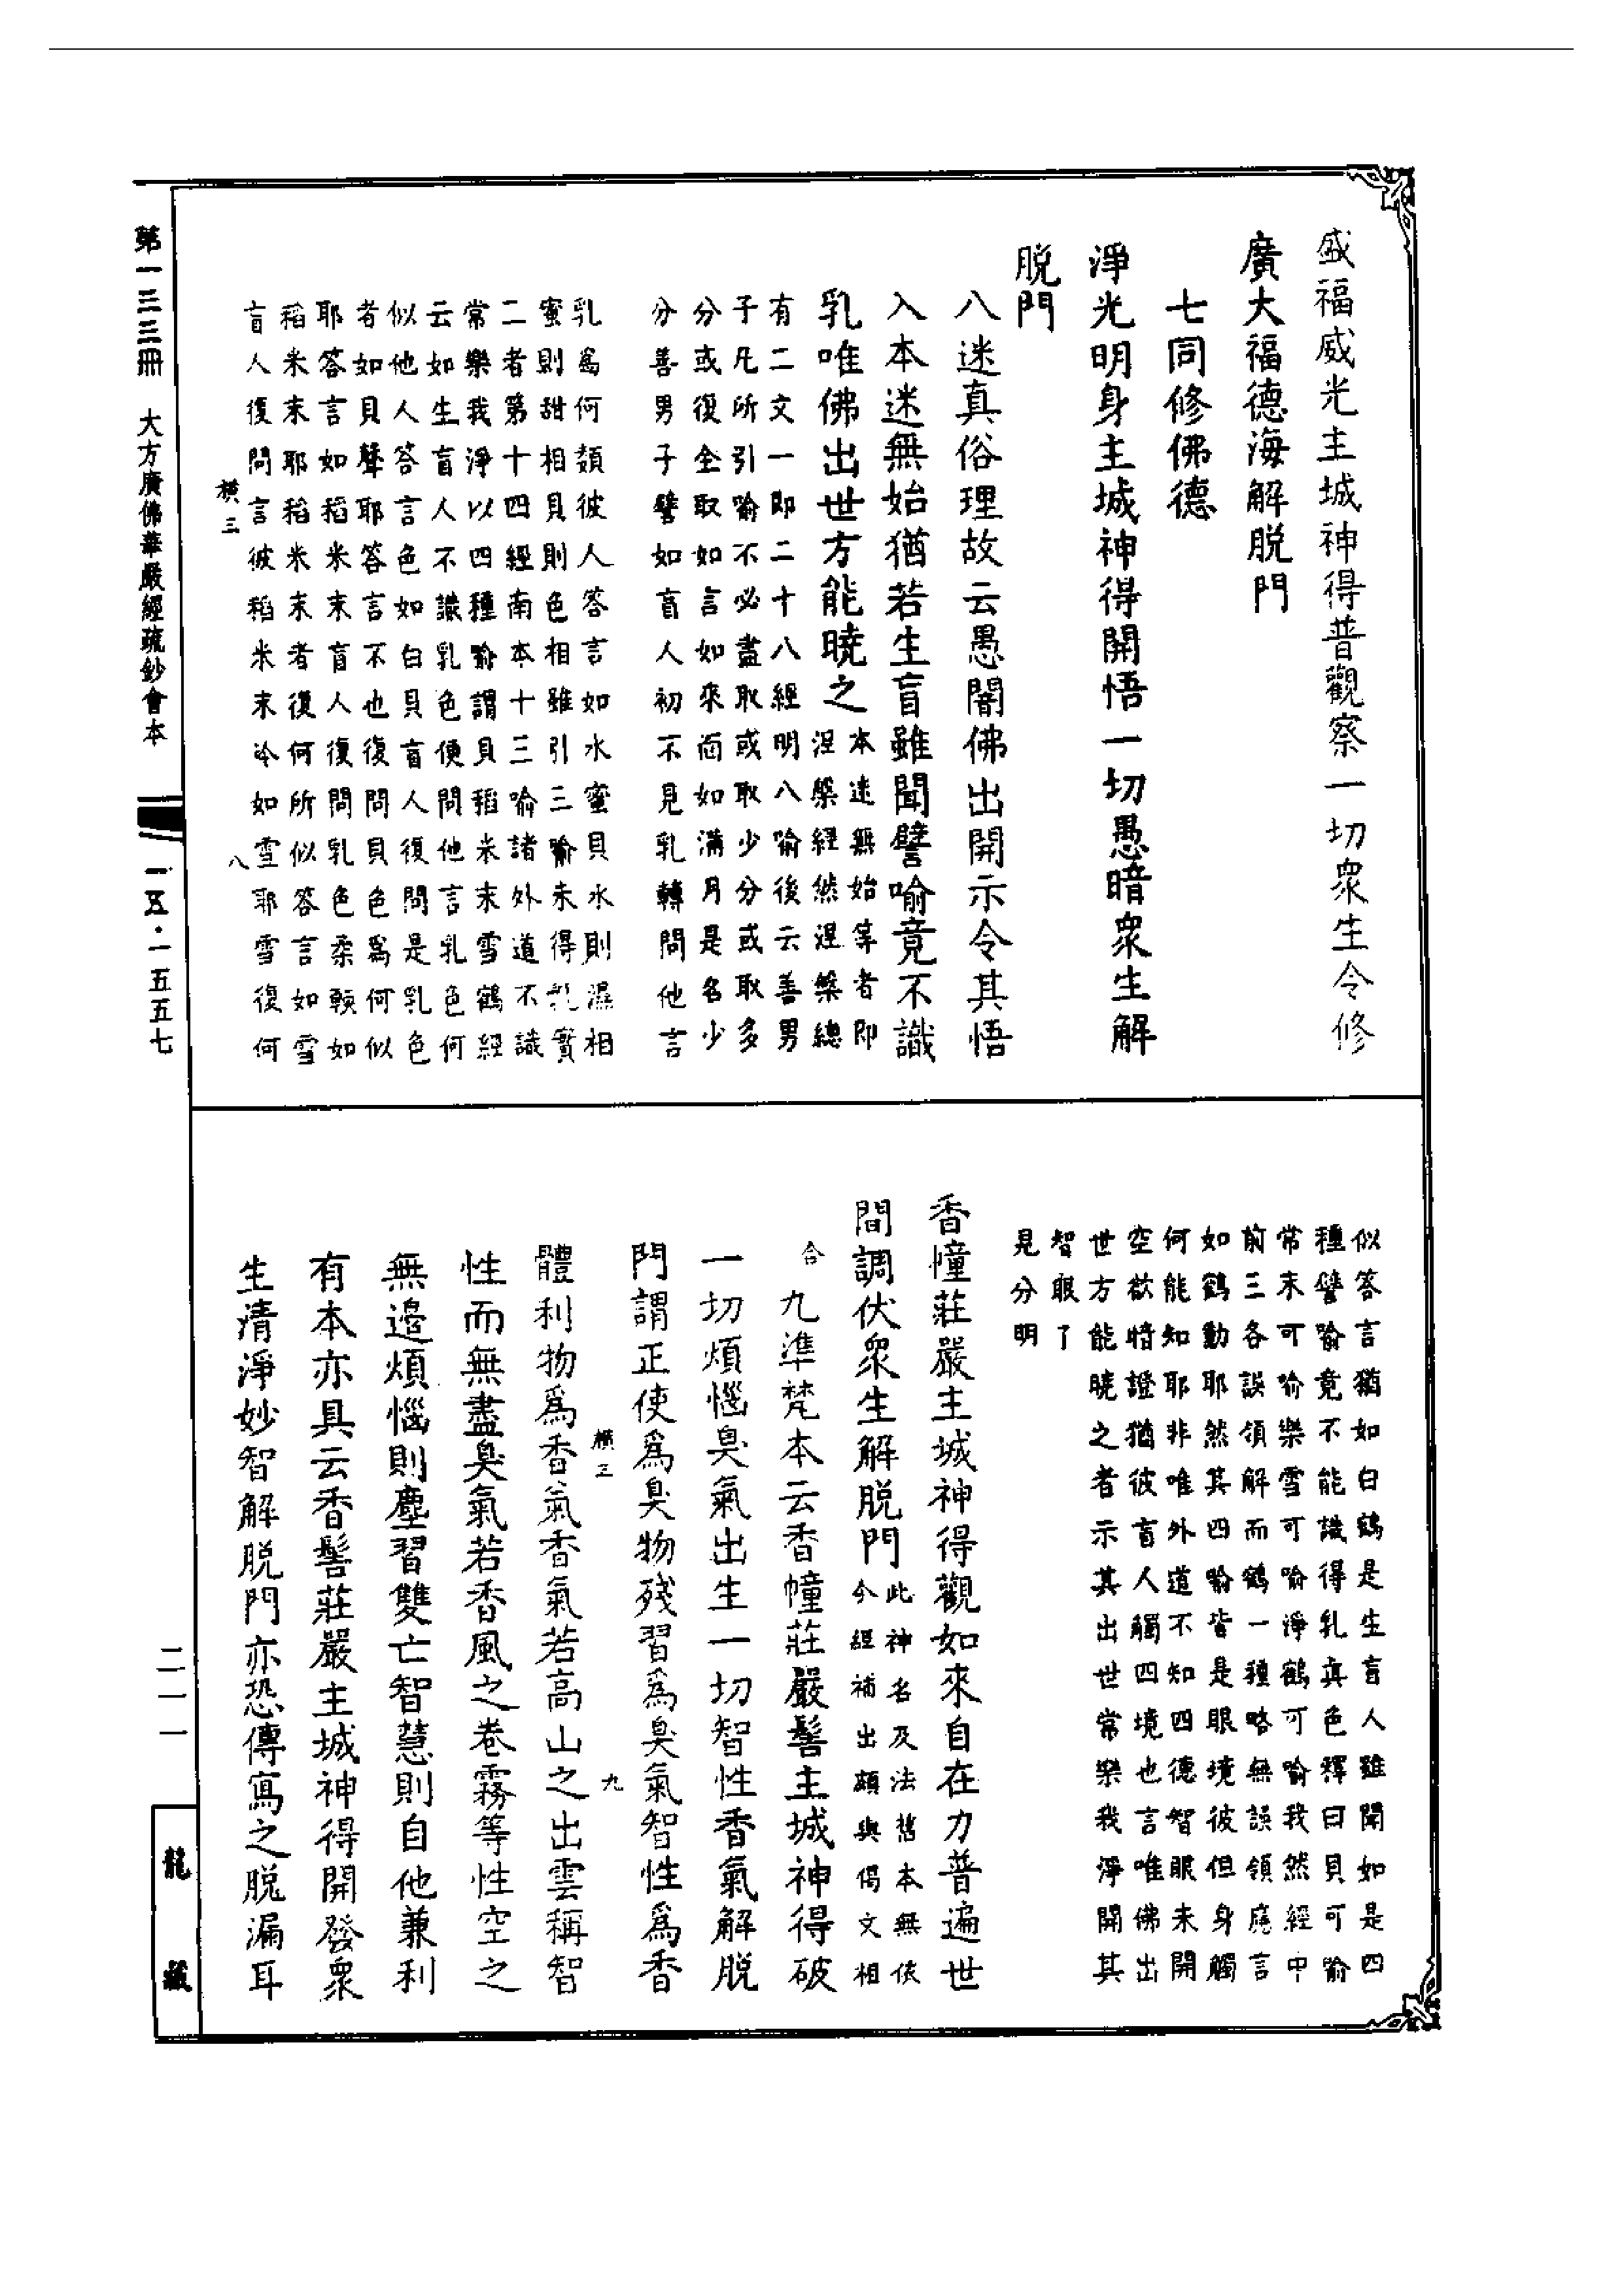 盛福威光主城神得普觀察一切衆生令修
廣大福德海解脫門
七同修佛德
淨光明身主城神得開悟一切愚暗衆生解
脫門
八迷真俗理故云愚闇佛出開示令其悟
入本迷無始猶若生盲雖聞譬喻竟不識
乳唯佛出世方能曉之
本迷無始等者即
涅槃經然涅槃總
有二文一即二十八經明八喻後云善男
子凡所引喻不必盡取或取少分或取多
分或復全取如言如來面如滿月是名少
分善男子譬如盲人初不見乳轉問他言
乳爲何類彼人答言如水蜜貝水則濕相
蜜則甜相貝則色相雖引三喻未得乳實
二者第十四經南本十三喻諸外道不識
常樂我淨以四種喻謂貝稻米末雪鶴經
云如生盲人不識乳色便問他言乳色何
似他人答言色如白貝盲人復問是乳色
者如貝聲耶答言不也復問貝色爲何似
耶答言如稻米末盲人復問乳色柔輭如
稻米末耶稻米末者復何所似答言如雪
盲人復問言彼稻米末冷如雪耶雪復何
橫三 八
似答言猶如白鶴是生盲人雖聞如是四
種譬喻竟不能識得乳真色釋曰貝可喻
常末可喻樂雪可喻淨鶴可喻我然經中
前三各誤領解而鶴一種略無誤領應言
如鶴動耶然其四喻皆是眼境彼但身觸
何能知耶非唯外道不知四德智眼未開
空欲特證猶彼盲人觸四境也言唯佛出
世方能曉之者示其出世常樂我淨開其
智眼了
見分明
香幢莊嚴主城神得觀如來自在力普遍世
間調伏衆生解脫門
此神名及法舊本無依
今經補出頗與偈文相
合
九準梵本云香幢莊嚴髻主城神得破
一切煩惱臭氣出生一切智性香氣解脫
門謂正使爲臭物殘習爲臭氣智性爲香
橫三 九
體利物爲香氣香氣若高山之出雲稱智
性而無盡臭氣若香風之卷霧等性空之
無邊煩惱則塵習雙亡智慧則自他兼利
有本亦具云香髻莊嚴主城神得開發衆
生清淨妙智解脫門亦恐傳寫之脫漏耳
第一三三冊 大方廣佛華嚴經疏鈔會本
一五·一五五七
二一一
龍藏